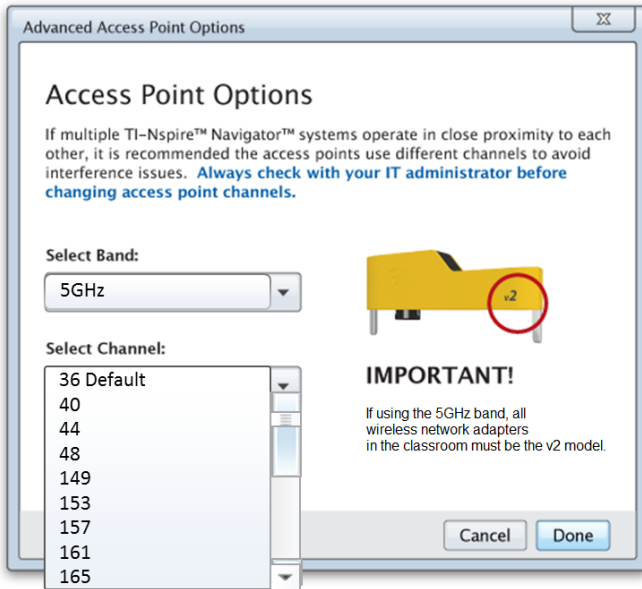 Advanced Access Point Options
Access Point Options
If multiple TI-Nspire™ Navigator™ systems operate in close proximity to each
other, it is recommended the access points use different channels to avoid
interference issues. Always check with your IT administrator before
changing access point channels.
Select Band:
5GHz
v2
Select Channel:
36 Default
40
44
48
149
153
157
161
165
IMPORTANT!
If using the 5GHz band, all
wireless network adapters
in the classroom must be the v2 model.
Cancel
Done